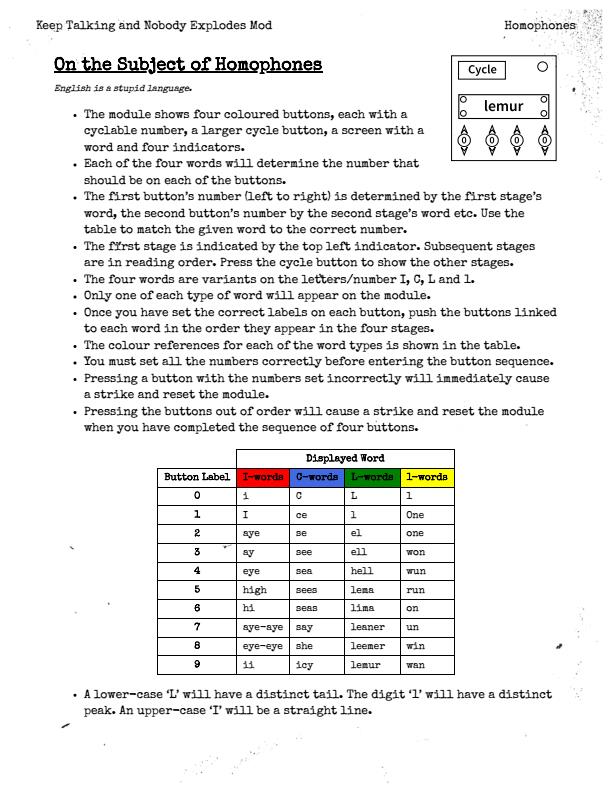 Keep Talking and Nobody Explodes Mod Homophones
On the Subject of Homophones
English is a stupid language.
Cycle
lemur
0 0 0 0
• The module shows four coloured buttons, each with a
cyclable number, a larger cycle button, a screen with a
word and four indicators.
• Each of the four words will determine the number that
should be on each of the buttons.
• The first button's number (left to right) is determined by the first stage's
word, the second button's number by the second stage's word etc. Use the
table to match the given word to the correct number.
• The first stage is indicated by the top left indicator. Subsequent stages
are in reading order. Press the cycle button to show the other stages.
• The four words are variants on the letters/number I, C, L and 1.
• Only one of each type of word will appear on the module.
• Once you have set the correct labels on each button, push the buttons linked
to each word in the order they appear in the four stages.
• The colour references for each of the word types is shown in the table.
• You must set all the numbers correctly before entering the button sequence.
• Pressing a button with the numbers set incorrectly will immediately cause
a strike and reset the module.
• Pressing the buttons out of order will cause a strike and reset the module
when you have completed the sequence of four buttons.
Displayed Word
Button Label I-words C-words L-words 1-words
0 i C L 1
1 I ce l One
2 aye se el one
3 ay see ell won
4 eye sea hell wun
5 high sees lema run
6 hi seas lima on
7 aye-aye say leaner un
8 eye-eye she leemer win
9 ii icy lemur wan
• A lower-case 'L' will have a distinct tail. The digit '1' will have a distinct
peak. An upper-case 'I' will be a straight line.